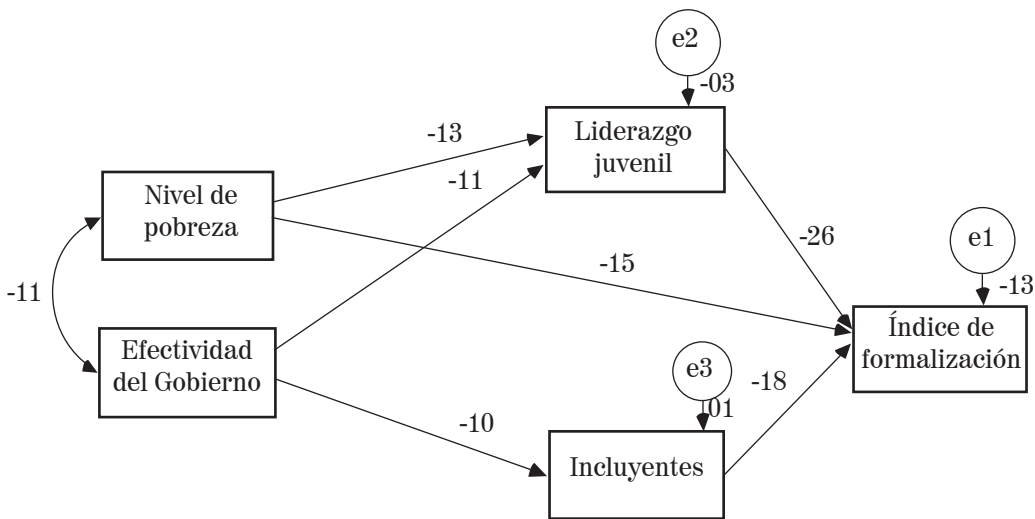 e2
-03
Liderazgo
juvenil
-13
-11
Nivel de
pobreza
-26
e1
-13
-15
-11
Índice de
formalización
Efectividad
del Gobierno
e3
01
-18
-10
Incluyentes